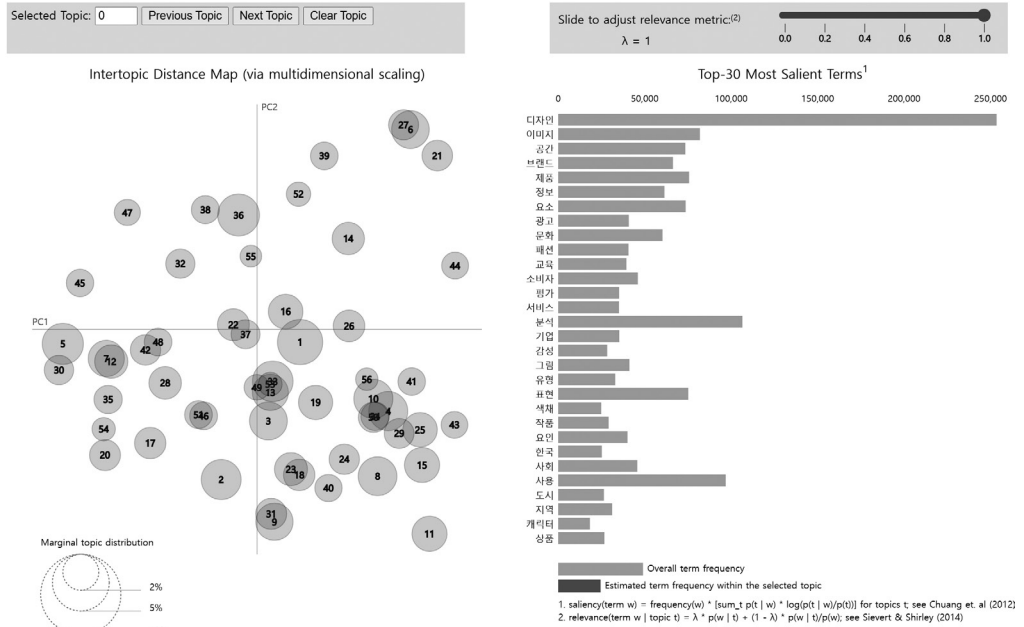 Selected Topic: 0 Previous Topic Next Topic Clear Topic
Slide to adjust relevance metric:(2)
λ = 1
0.0 0.2 0.4 0.6 0.8 1.0
Intertopic Distance Map (via multidimensional scaling)
PC2
PC1
27
6
39
21
52
47
38
36
14
55
32
44
45
16
22
26
37
5
1
48
42
7
12
30
33
56
41
28
49
13
10
35
19
4
46
3
54
29
25
43
17
20
24
23
18
15
2
8
40
31
9
11
Marginal topic distribution
2%
5%
Top-30 Most Salient Terms1
0 50,000 100,000 150,000 200,000 250,000
디자인
이미지
공간
브랜드
제품
정보
요소
광고
문화
패션
교육
소비자
평가
서비스
분석
기업
감성
그림
유형
표현
색채
작품
요인
한국
사회
사용
도시
지역
캐릭터
상품
Overall term frequency
Estimated term frequency within the selected topic
1. saliency(term w) = frequency(w) * [sum_t p(t | w) * log(p(t | w)/p(t))] for topics t; see Chuang et. al (2012)
2. relevance(term w | topic t) = λ * p(w | t) + (1 - λ) * p(w | t)/p(w); see Sievert & Shirley (2014)